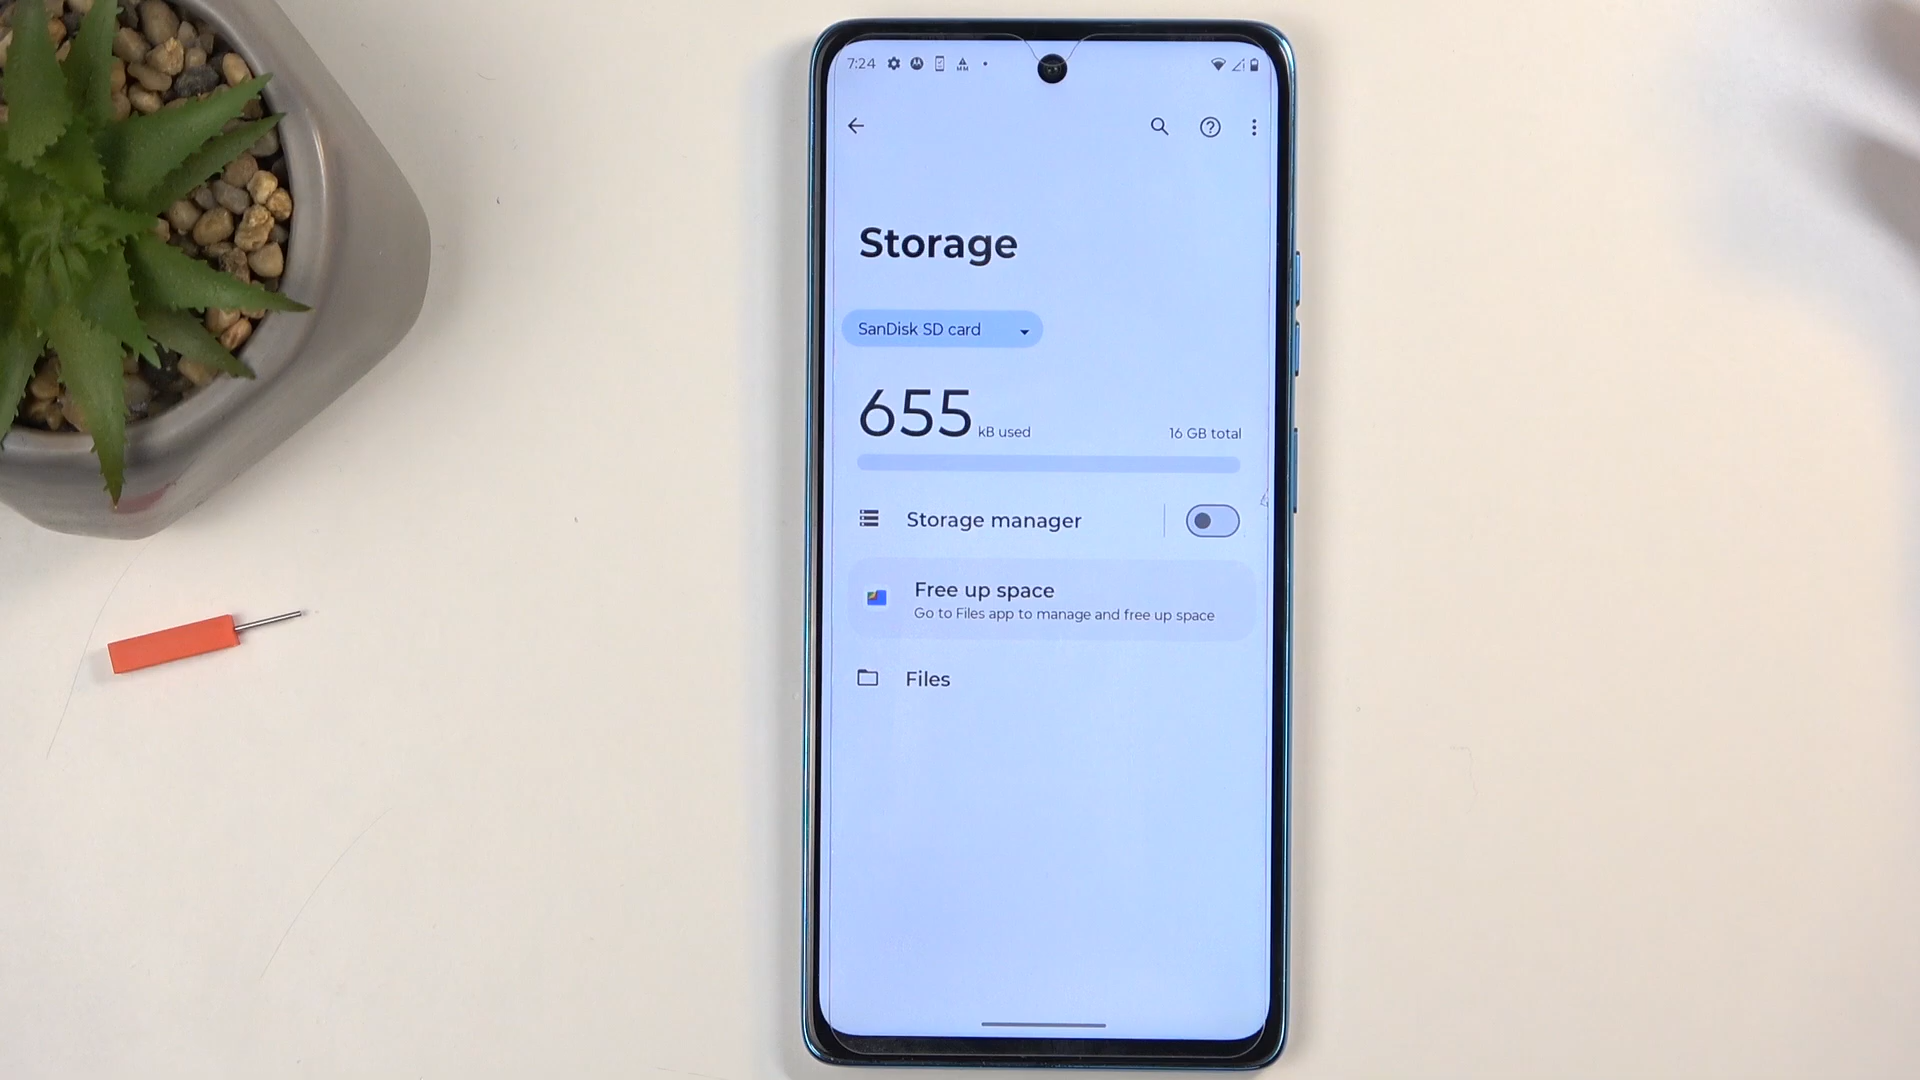 7:24
Storage
SanDisk SD card
655 kB used
16 GB total
Storage manager
Free up space
Go to Files app to manage and free up space
Files